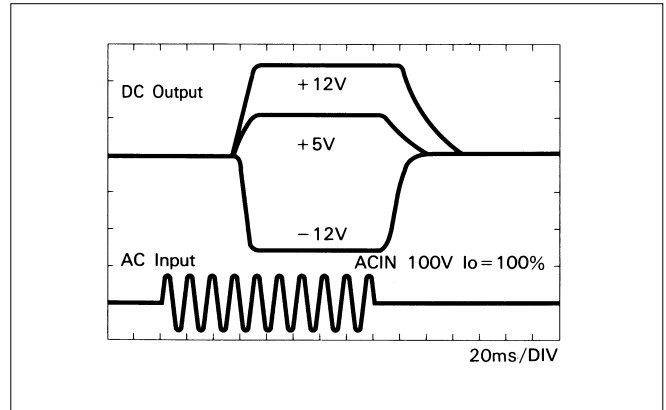 DC Output
+12V
+5V
−12V
AC Input
ACIN 100V Io=100%
20ms/DIV